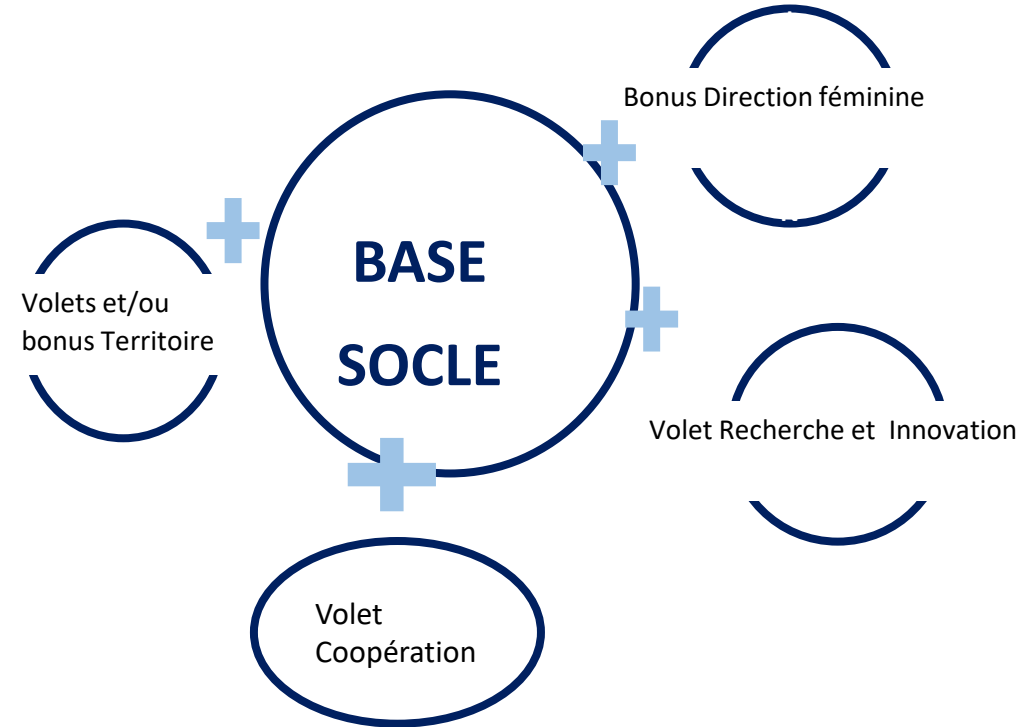 Bonus Direction féminine
BASE
SOCLE
Volets et/ou
bonus Territoire
Volet Recherche et Innovation
Volet
Coopération